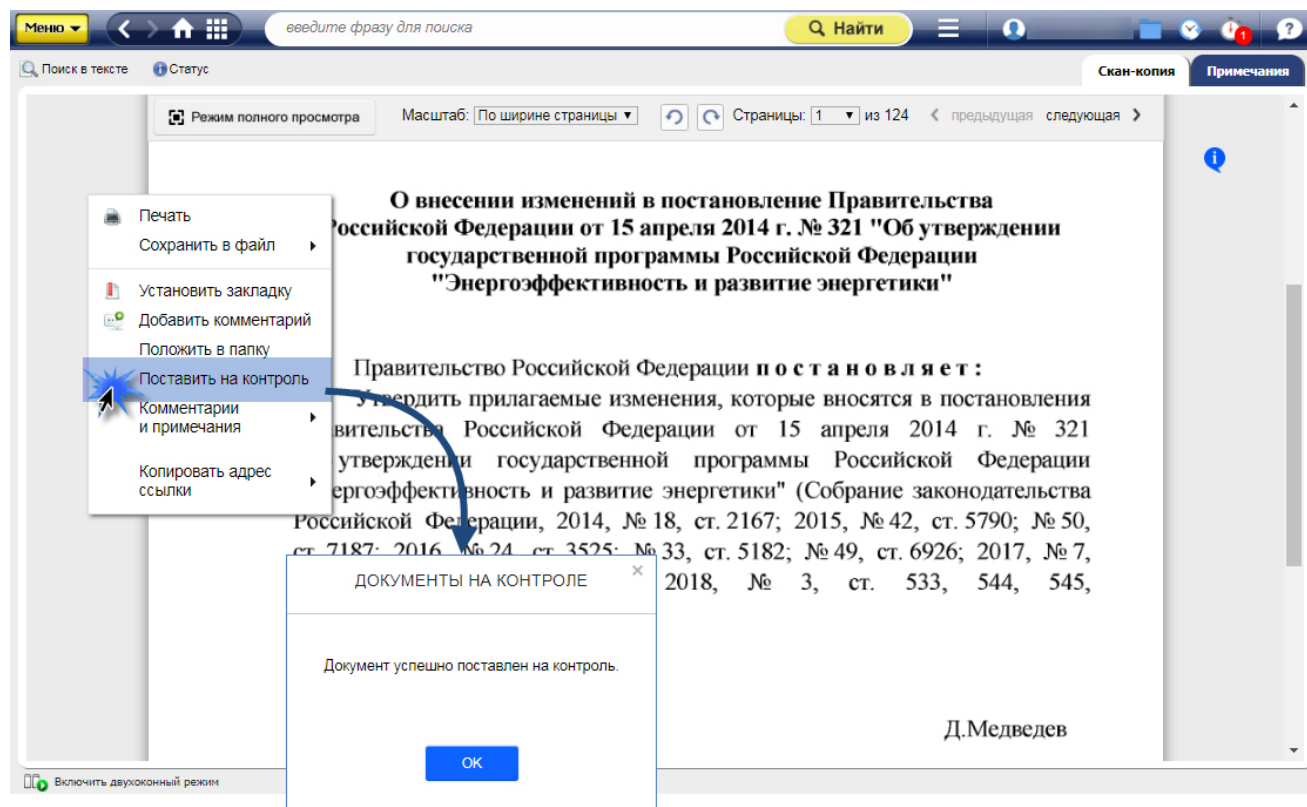 Меню
введите фразу для поиска
Найти
1
?
Поиск в тексте
Статус
Скан-копия
Примечания
Режим полного просмотра
Масштаб: По ширине страницы
Страницы: 1 из 124
предыдущая следующая
О внесении изменений в постановление Правительства
оссийской Федерации от 15 апреля 2014 г. № 321 "Об утверждении
государственной программы Российской Федерации
"Энергоэффективность и развитие энергетики"
Печать
Сохранить в файл
Установить закладку
Добавить комментарий
Положить в папку
Поставить на контроль
Комментарии
и примечания
Копировать адрес
ссылки
Правительство Российской Федерации п о с т а н о в л я е т :
Утвердить прилагаемые изменения, которые вносятся в постановления
вительства Российской Федерации от 15 апреля 2014 г. № 321
утверждении государственной программы Российской Федерации
ергоэффективность и развитие энергетики" (Собрание законодательства
Российской Федерации, 2014, № 18, ст. 2167; 2015, № 42, ст. 5790; № 50,
ст. 7187; 2016, № 24, ст. 3525; № 33, ст. 5182; № 49, ст. 6926; 2017, № 7,
2018, № 3, ст. 533, 544, 545,
ДОКУМЕНТЫ НА КОНТРОЛЕ
Документ успешно поставлен на контроль.
OK
Д.Медведев
Включить двухоконный режим